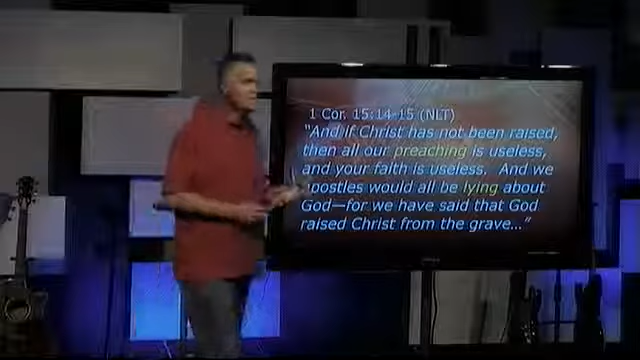 1 Cor. 15:14-15 (NLT)
"And if Christ has not been raised,
then all our preaching is useless,
and your faith is useless. And we
apostles would all be lying about
God—for we have said that God
raised Christ from the grave..."